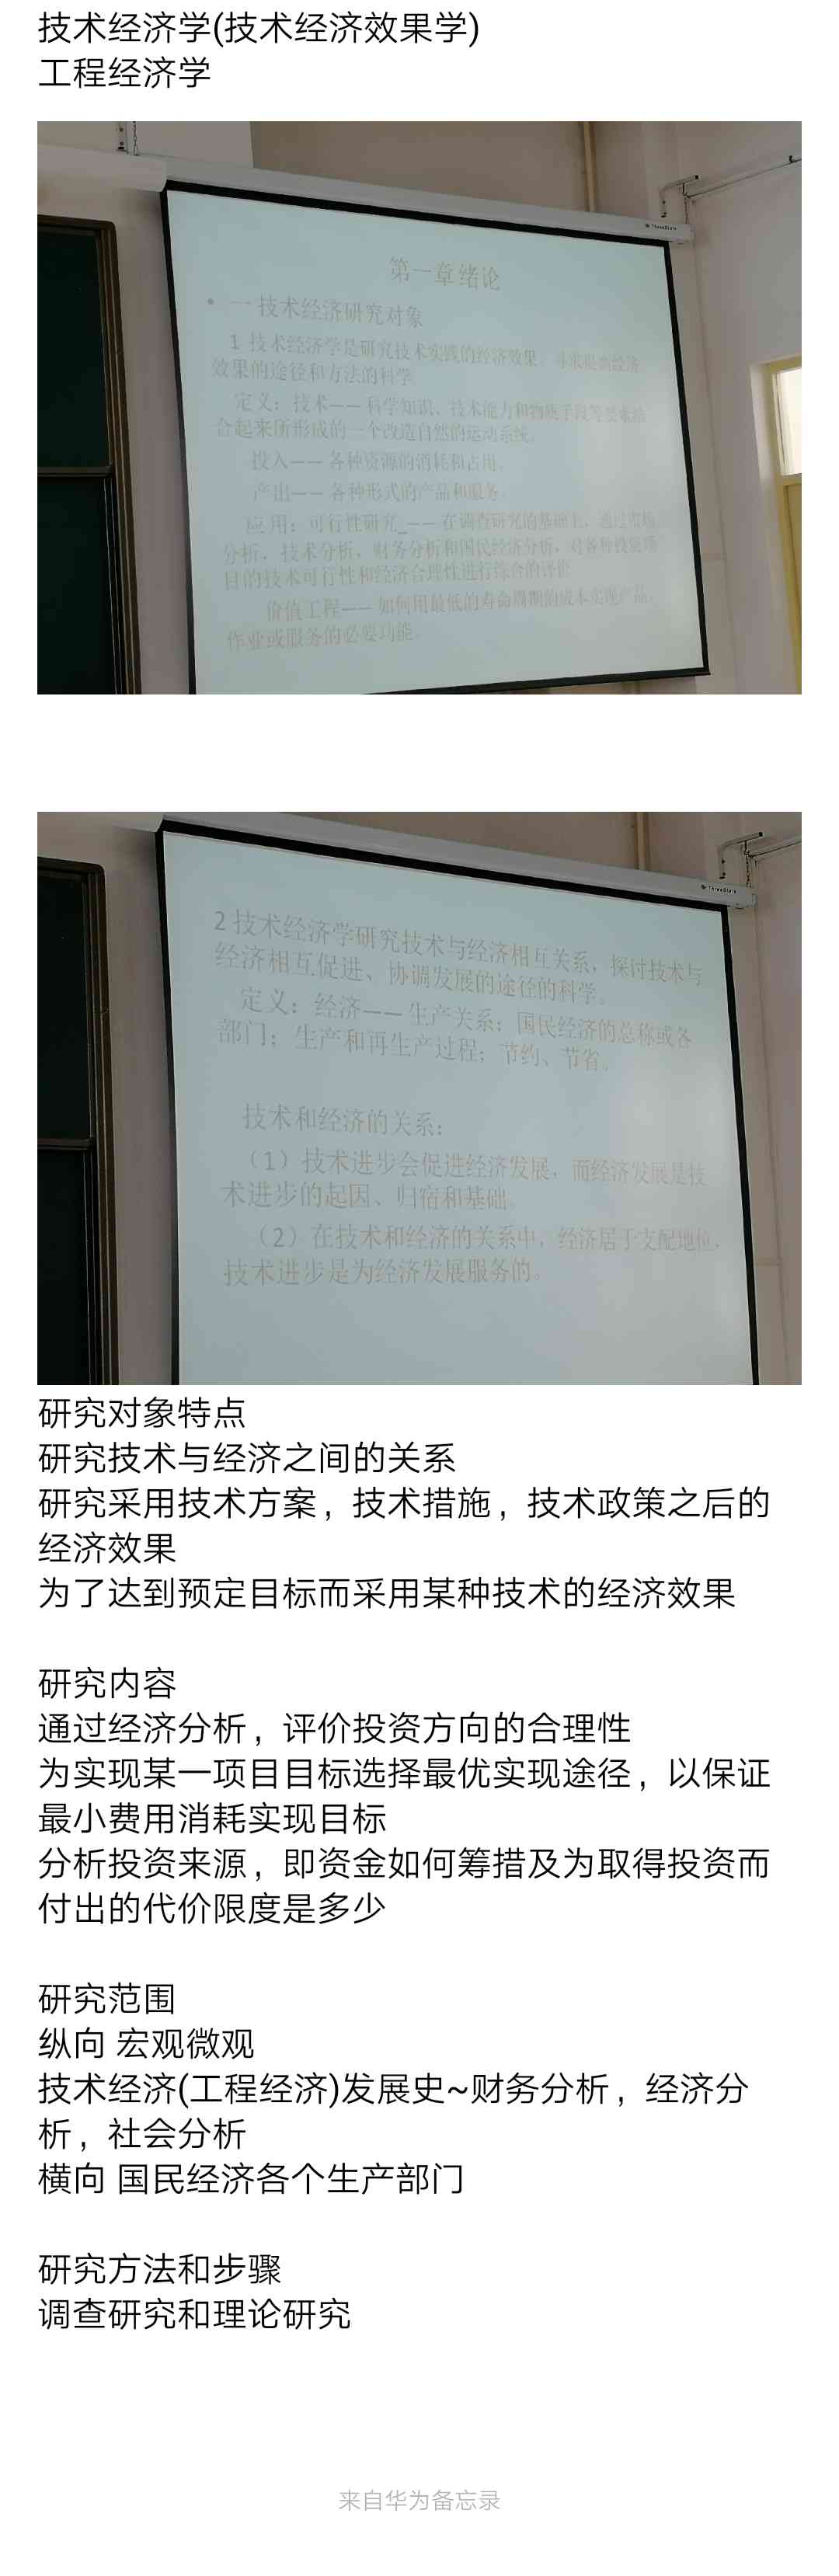 技术经济学(技术经济效果学)
工程经济学
第一章绪论
• 一 技术经济研究对象
1 技术经济学是研究技术实践的经济效果，寻求提高经济
效果的途径和方法的科学
定义：技术——科学知识、技术能力和物质手段等要素结
合起来所形成的一个改造自然的运动系统。
投入——各种资源的消耗和占用。
产出——各种形式的产品和服务。
应用：可行性研究_——在调查研究的基础上，通过市场
分析、技术分析、财务分析和国民经济分析，对各种投资项
目的技术可行性和经济合理性进行综合的评价
价值工程——如何用最低的寿命周期的成本实现产品、
作业或服务的必要功能。
2 技术经济学研究技术与经济相互关系，探讨技术与
经济相互促进、协调发展的途径的科学。
定义：经济——生产关系；国民经济的总称或各
部门；生产和再生产过程；节约、节省。
技术和经济的关系：
（1）技术进步会促进经济发展，而经济发展是技
术进步的起因、归宿和基础。
（2）在技术和经济的关系中，经济居于支配地位，
技术进步是为经济发展服务的。
研究对象特点
研究技术与经济之间的关系
研究采用技术方案，技术措施，技术政策之后的
经济效果
为了达到预定目标而采用某种技术的经济效果
研究内容
通过经济分析，评价投资方向的合理性
为实现某一项目目标选择最优实现途径，以保证
最小费用消耗实现目标
分析投资来源，即资金如何筹措及为取得投资而
付出的代价限度是多少
研究范围
纵向 宏观微观
技术经济(工程经济)发展史~财务分析，经济分
析，社会分析
横向 国民经济各个生产部门
研究方法和步骤
调查研究和理论研究
来自华为备忘录